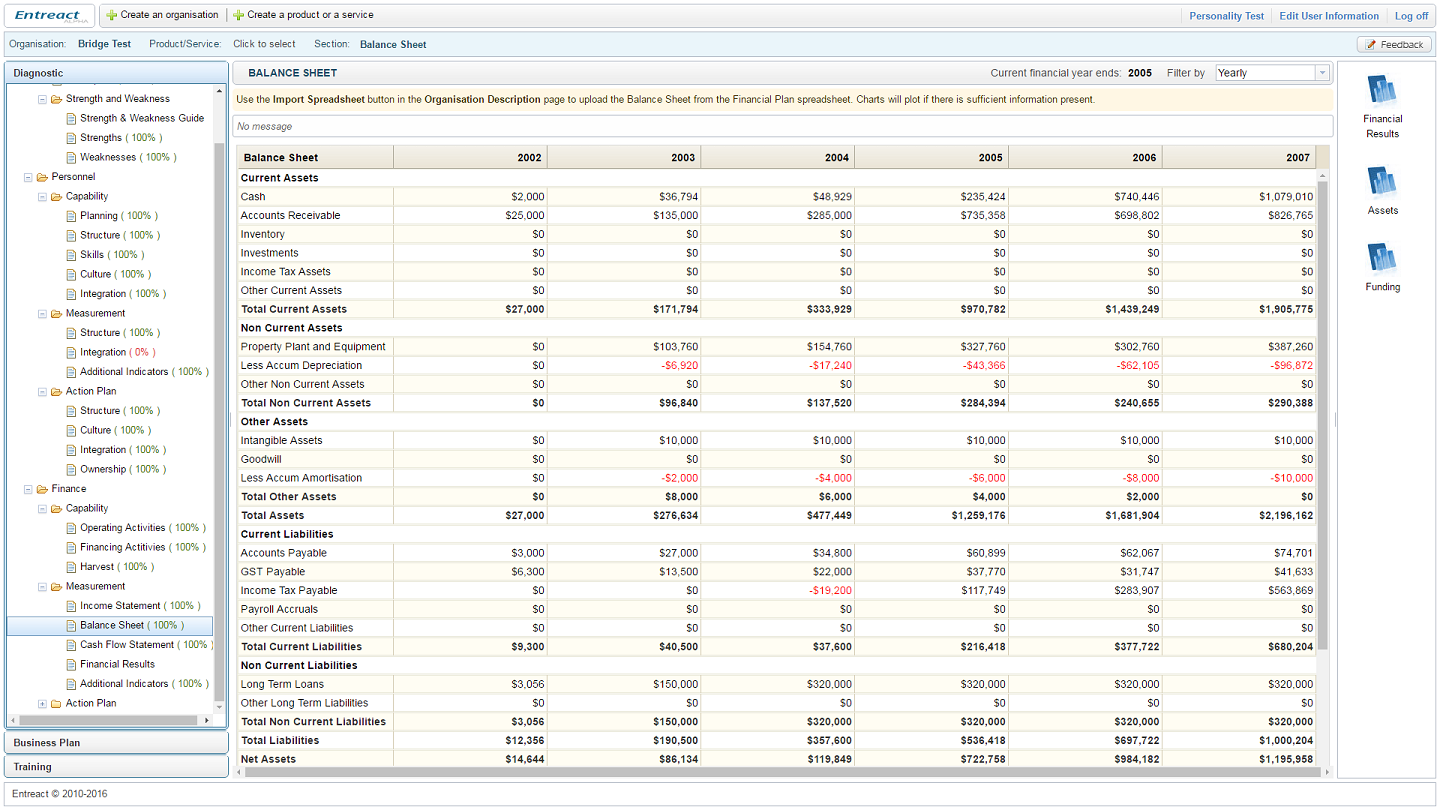 Entreact ALPHA Create an organisation Create a product or a service Personality Test Edit User Information Log off
Organisation: Bridge Test Product/Service: Click to select Section: Balance Sheet Feedback
Diagnostic
Strength and Weakness
Strength & Weakness Guide
Strengths ( 100% )
Weaknesses ( 100% )
Personnel
Capability
Planning ( 100% )
Structure ( 100% )
Skills ( 100% )
Culture ( 100% )
Integration ( 100% )
Measurement
Structure ( 100% )
Integration ( 0% )
Additional Indicators ( 100% )
Action Plan
Structure ( 100% )
Culture ( 100% )
Integration ( 100% )
Ownership ( 100% )
Finance
Capability
Operating Activities ( 100% )
Financing Actitivies ( 100% )
Harvest ( 100% )
Measurement
Income Statement ( 100% )
Balance Sheet ( 100% )
Cash Flow Statement ( 100% )
Financial Results
Additional Indicators ( 100% )
Action Plan
Business Plan
Training
BALANCE SHEET Current financial year ends: 2005 Filter by Yearly
Use the Import Spreadsheet button in the Organisation Description page to upload the Balance Sheet from the Financial Plan spreadsheet. Charts will plot if there is sufficient information present.
No message
Balance Sheet 2002 2003 2004 2005 2006 2007
Current Assets
Cash $2,000 $36,794 $48,929 $235,424 $740,446 $1,079,010
Accounts Receivable $25,000 $135,000 $285,000 $735,358 $698,802 $826,765
Inventory $0 $0 $0 $0 $0 $0
Investments $0 $0 $0 $0 $0 $0
Income Tax Assets $0 $0 $0 $0 $0 $0
Other Current Assets $0 $0 $0 $0 $0 $0
Total Current Assets $27,000 $171,794 $333,929 $970,782 $1,439,249 $1,905,775
Non Current Assets
Property Plant and Equipment $0 $103,760 $154,760 $327,760 $302,760 $387,260
Less Accum Depreciation $0 -$6,920 -$17,240 -$43,366 -$62,105 -$96,872
Other Non Current Assets $0 $0 $0 $0 $0 $0
Total Non Current Assets $0 $96,840 $137,520 $284,394 $240,655 $290,388
Other Assets
Intangible Assets $0 $10,000 $10,000 $10,000 $10,000 $10,000
Goodwill $0 $0 $0 $0 $0 $0
Less Accum Amortisation $0 -$2,000 -$4,000 -$6,000 -$8,000 -$10,000
Total Other Assets $0 $8,000 $6,000 $4,000 $2,000 $0
Total Assets $27,000 $276,634 $477,449 $1,259,176 $1,681,904 $2,196,162
Current Liabilities
Accounts Payable $3,000 $27,000 $34,800 $60,899 $62,067 $74,701
GST Payable $6,300 $13,500 $22,000 $37,770 $31,747 $41,633
Income Tax Payable $0 $0 -$19,200 $117,749 $283,907 $563,869
Payroll Accruals $0 $0 $0 $0 $0 $0
Other Current Liabilities $0 $0 $0 $0 $0 $0
Total Current Liabilities $9,300 $40,500 $37,600 $216,418 $377,722 $680,204
Non Current Liabilities
Long Term Loans $3,056 $150,000 $320,000 $320,000 $320,000 $320,000
Other Long Term Liabilities $0 $0 $0 $0 $0 $0
Total Non Current Liabilities $3,056 $150,000 $320,000 $320,000 $320,000 $320,000
Total Liabilities $12,356 $190,500 $357,600 $536,418 $697,722 $1,000,204
Net Assets $14,644 $86,134 $119,849 $722,758 $984,182 $1,195,958
Financial
Results
Assets
Funding
Entreact © 2010-2016